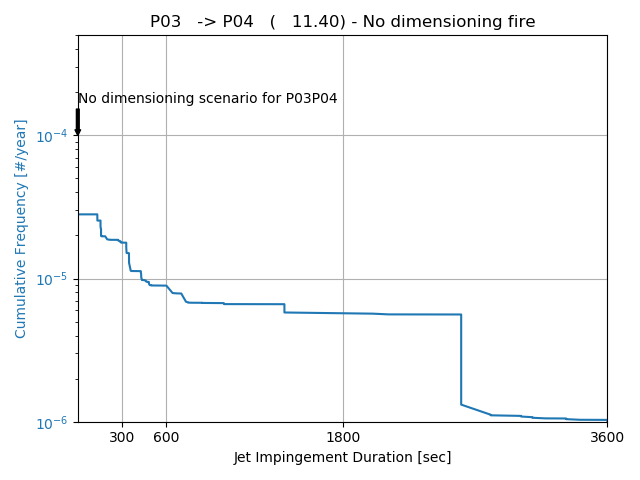 P03   -> P04   (   11.40) - No dimensioning fire
No dimensioning scenario for P03P04
Cumulative Frequency [#/year]
10⁻⁴
10⁻⁵
10⁻⁶
300 600 1800 3600
Jet Impingement Duration [sec]